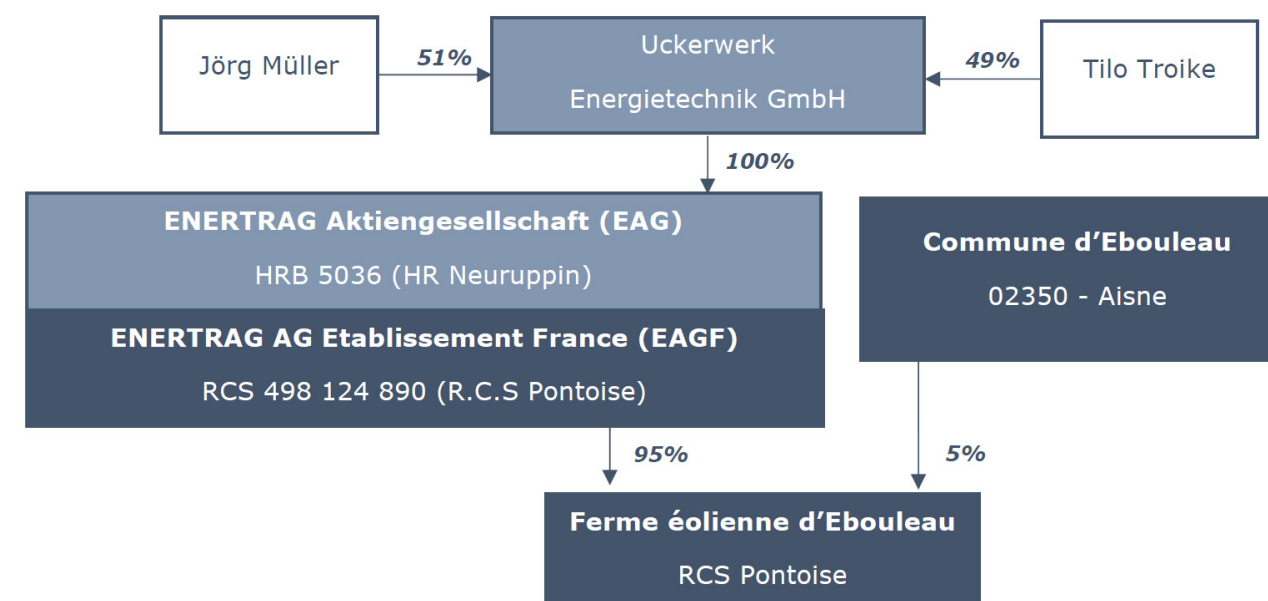 Jörg Müller
51%
Uckerwerk
Energietechnik GmbH
49%
Tilo Troike
100%
ENERTRAG Aktiengesellschaft (EAG)
HRB 5036 (HR Neuruppin)
ENERTRAG AG Etablissement France (EAGF)
RCS 498 124 890 (R.C.S Pontoise)
Commune d’Ebouleau
02350 - Aisne
95%
5%
Ferme éolienne d’Ebouleau
RCS Pontoise